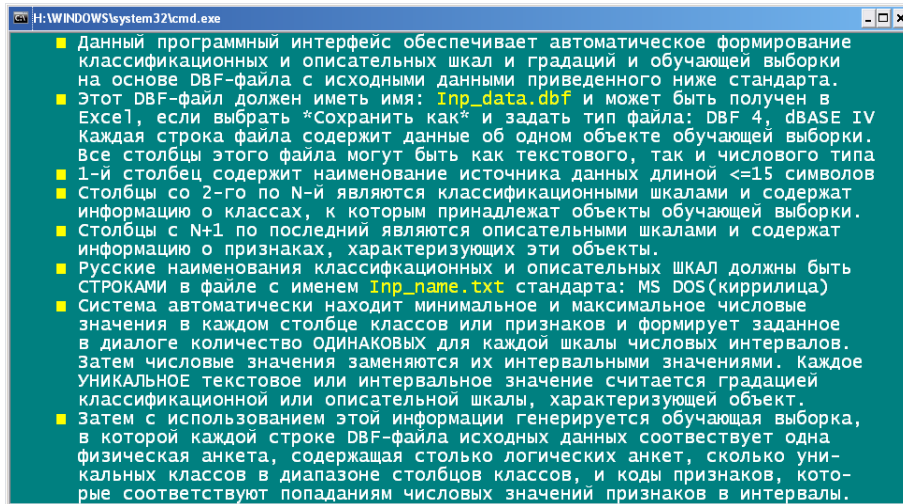 H:\WINDOWS\system32\cmd.exe
Данный программный интерфейс обеспечивает автоматическое формирование
классификационных и описательных шкал и градаций и обучающей выборки
на основе DBF-файла с исходными данными приведенного ниже стандарта.
Этот DBF-файл должен иметь имя: Inp_data.dbf и может быть получен в
Excel, если выбрать *Сохранить как* и задать тип файла: DBF 4, dBASE IV
Каждая строка файла содержит данные об одном объекте обучающей выборки.
Все столбцы этого файла могут быть как текстового, так и числового типа
1-й столбец содержит наименование источника данных длиной <=15 символов
Столбцы со 2-го по N-й являются классификационными шкалами и содержат
информацию о классах, к которым принадлежат объекты обучающей выборки.
Столбцы с N+1 по последний являются описательными шкалами и содержат
информацию о признаках, характеризующих эти объекты.
Русские наименования классифкационных и описательных ШКАЛ должны быть
СТРОКАМИ в файле с именем Inp_name.txt стандарта: MS DOS(киррилица)
Система автоматически находит минимальное и максимальное числовые
значения в каждом столбце классов или признаков и формирует заданное
в диалоге количество ОДИНАКОВЫХ для каждой шкалы числовых интервалов.
Затем числовые значения заменяются их интервальными значениями. Каждое
УНИКАЛЬНОЕ текстовое или интервальное значение считается градацией
классификационной или описательной шкалы, характеризующей объект.
Затем с использованием этой информации генерируется обучающая выборка,
в которой каждой строке DBF-файла исходных данных соотвествует одна
физическая анкета, содержащая столько логических анкет, сколько уни-
кальных классов в диапазоне столбцов классов, и коды признаков, кото-
рые соответствуют попаданиям числовых значений признаков в интервалы.